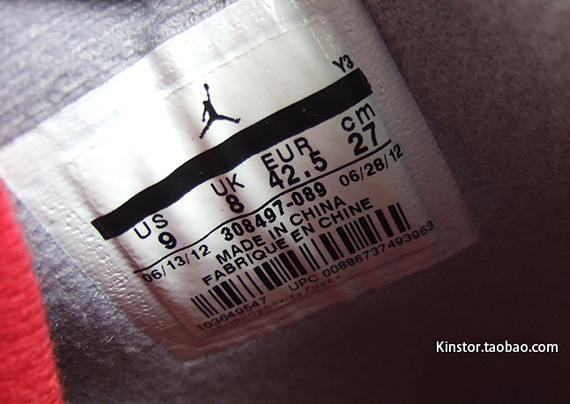 Y3
US UK EUR cm
9 8 42.5 27
06/13/12 308497-089 06/28/12
MADE IN CHINA
FABRIQUE EN CHINE
103649547 UPC 00886737493953
Kinstor.taobao.com